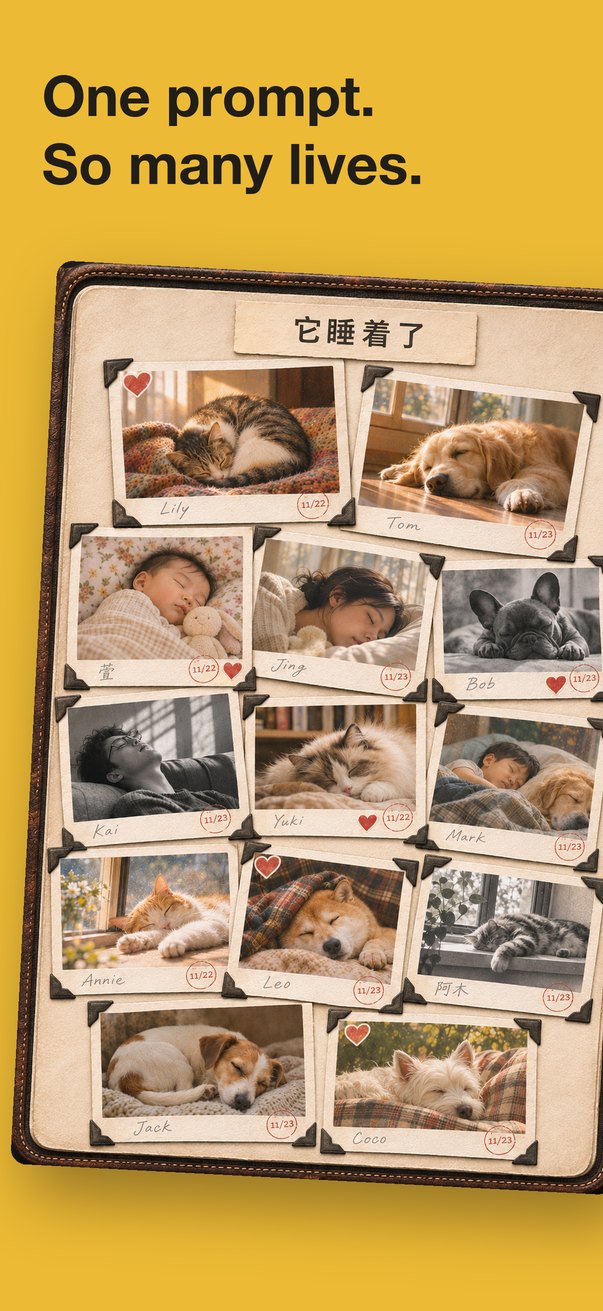 One prompt.
So many lives.
它睡着了
Lily
11/22
Tom
11/23
萱
11/22
Jing
11/23
Bob
11/23
Kai
11/23
Yuki
11/22
Mark
11/23
Annie
11/22
Leo
11/23
阿木
11/23
Jack
11/23
Coco
11/23